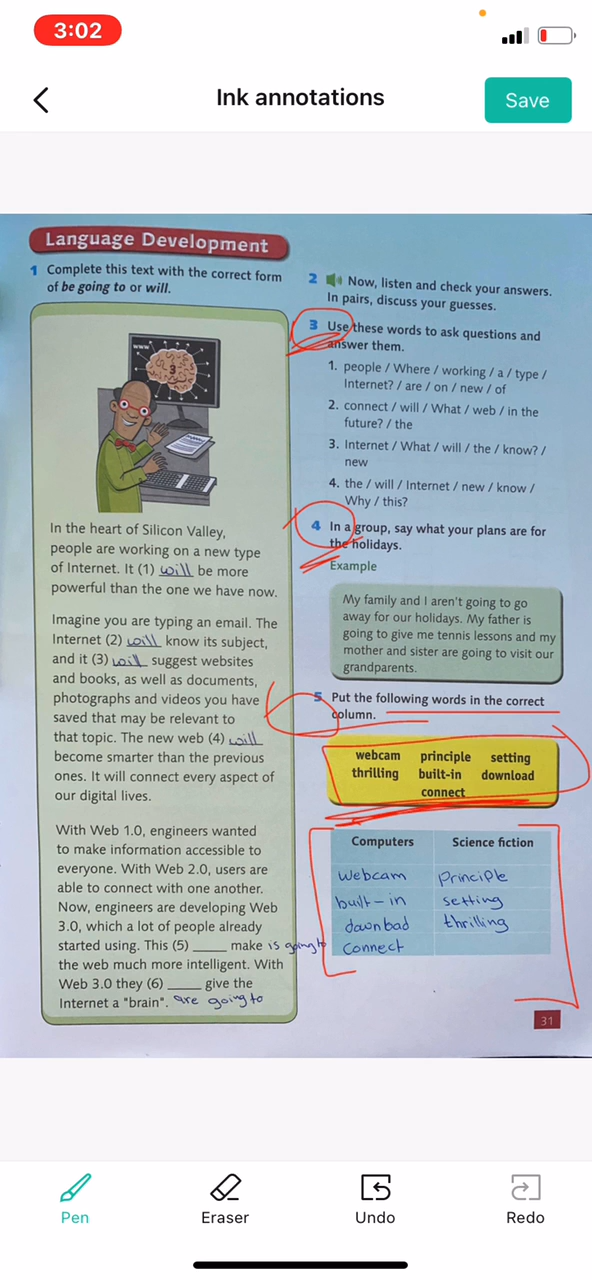 3:02
Ink annotations
Save
Language Development
1 Complete this text with the correct form
of be going to or will.
www
3
In the heart of Silicon Valley,
people are working on a new type
of Internet. It (1) will be more
powerful than the one we have now.
Imagine you are typing an email. The
Internet (2) will know its subject,
and it (3) will suggest websites
and books, as well as documents,
photographs and videos you have
saved that may be relevant to
that topic. The new web (4) will
become smarter than the previous
ones. It will connect every aspect of
our digital lives.
With Web 1.0, engineers wanted
to make information accessible to
everyone. With Web 2.0, users are
able to connect with one another.
Now, engineers are developing Web
3.0, which a lot of people already
started using. This (5) ____ make is going to
the web much more intelligent. With
Web 3.0 they (6) ____ give the
Internet a "brain". are going to
2 Now, listen and check your answers.
In pairs, discuss your guesses.
3 Use these words to ask questions and
answer them.
1. people / Where / working / a / type /
Internet? / are / on / new / of
2. connect / will / What / web / in the
future? / the
3. Internet / What / will / the / know? /
new
4. the / will / Internet / new / know /
Why / this?
4 In a group, say what your plans are for
the holidays.
Example
My family and I aren't going to go
away for our holidays. My father is
going to give me tennis lessons and my
mother and sister are going to visit our
grandparents.
5 Put the following words in the correct
column.
webcam principle setting
thrilling built-in download
connect
Computers Science fiction
webcam principle
built-in setting
download thrilling
connect
31
Pen
Eraser
Undo
Redo